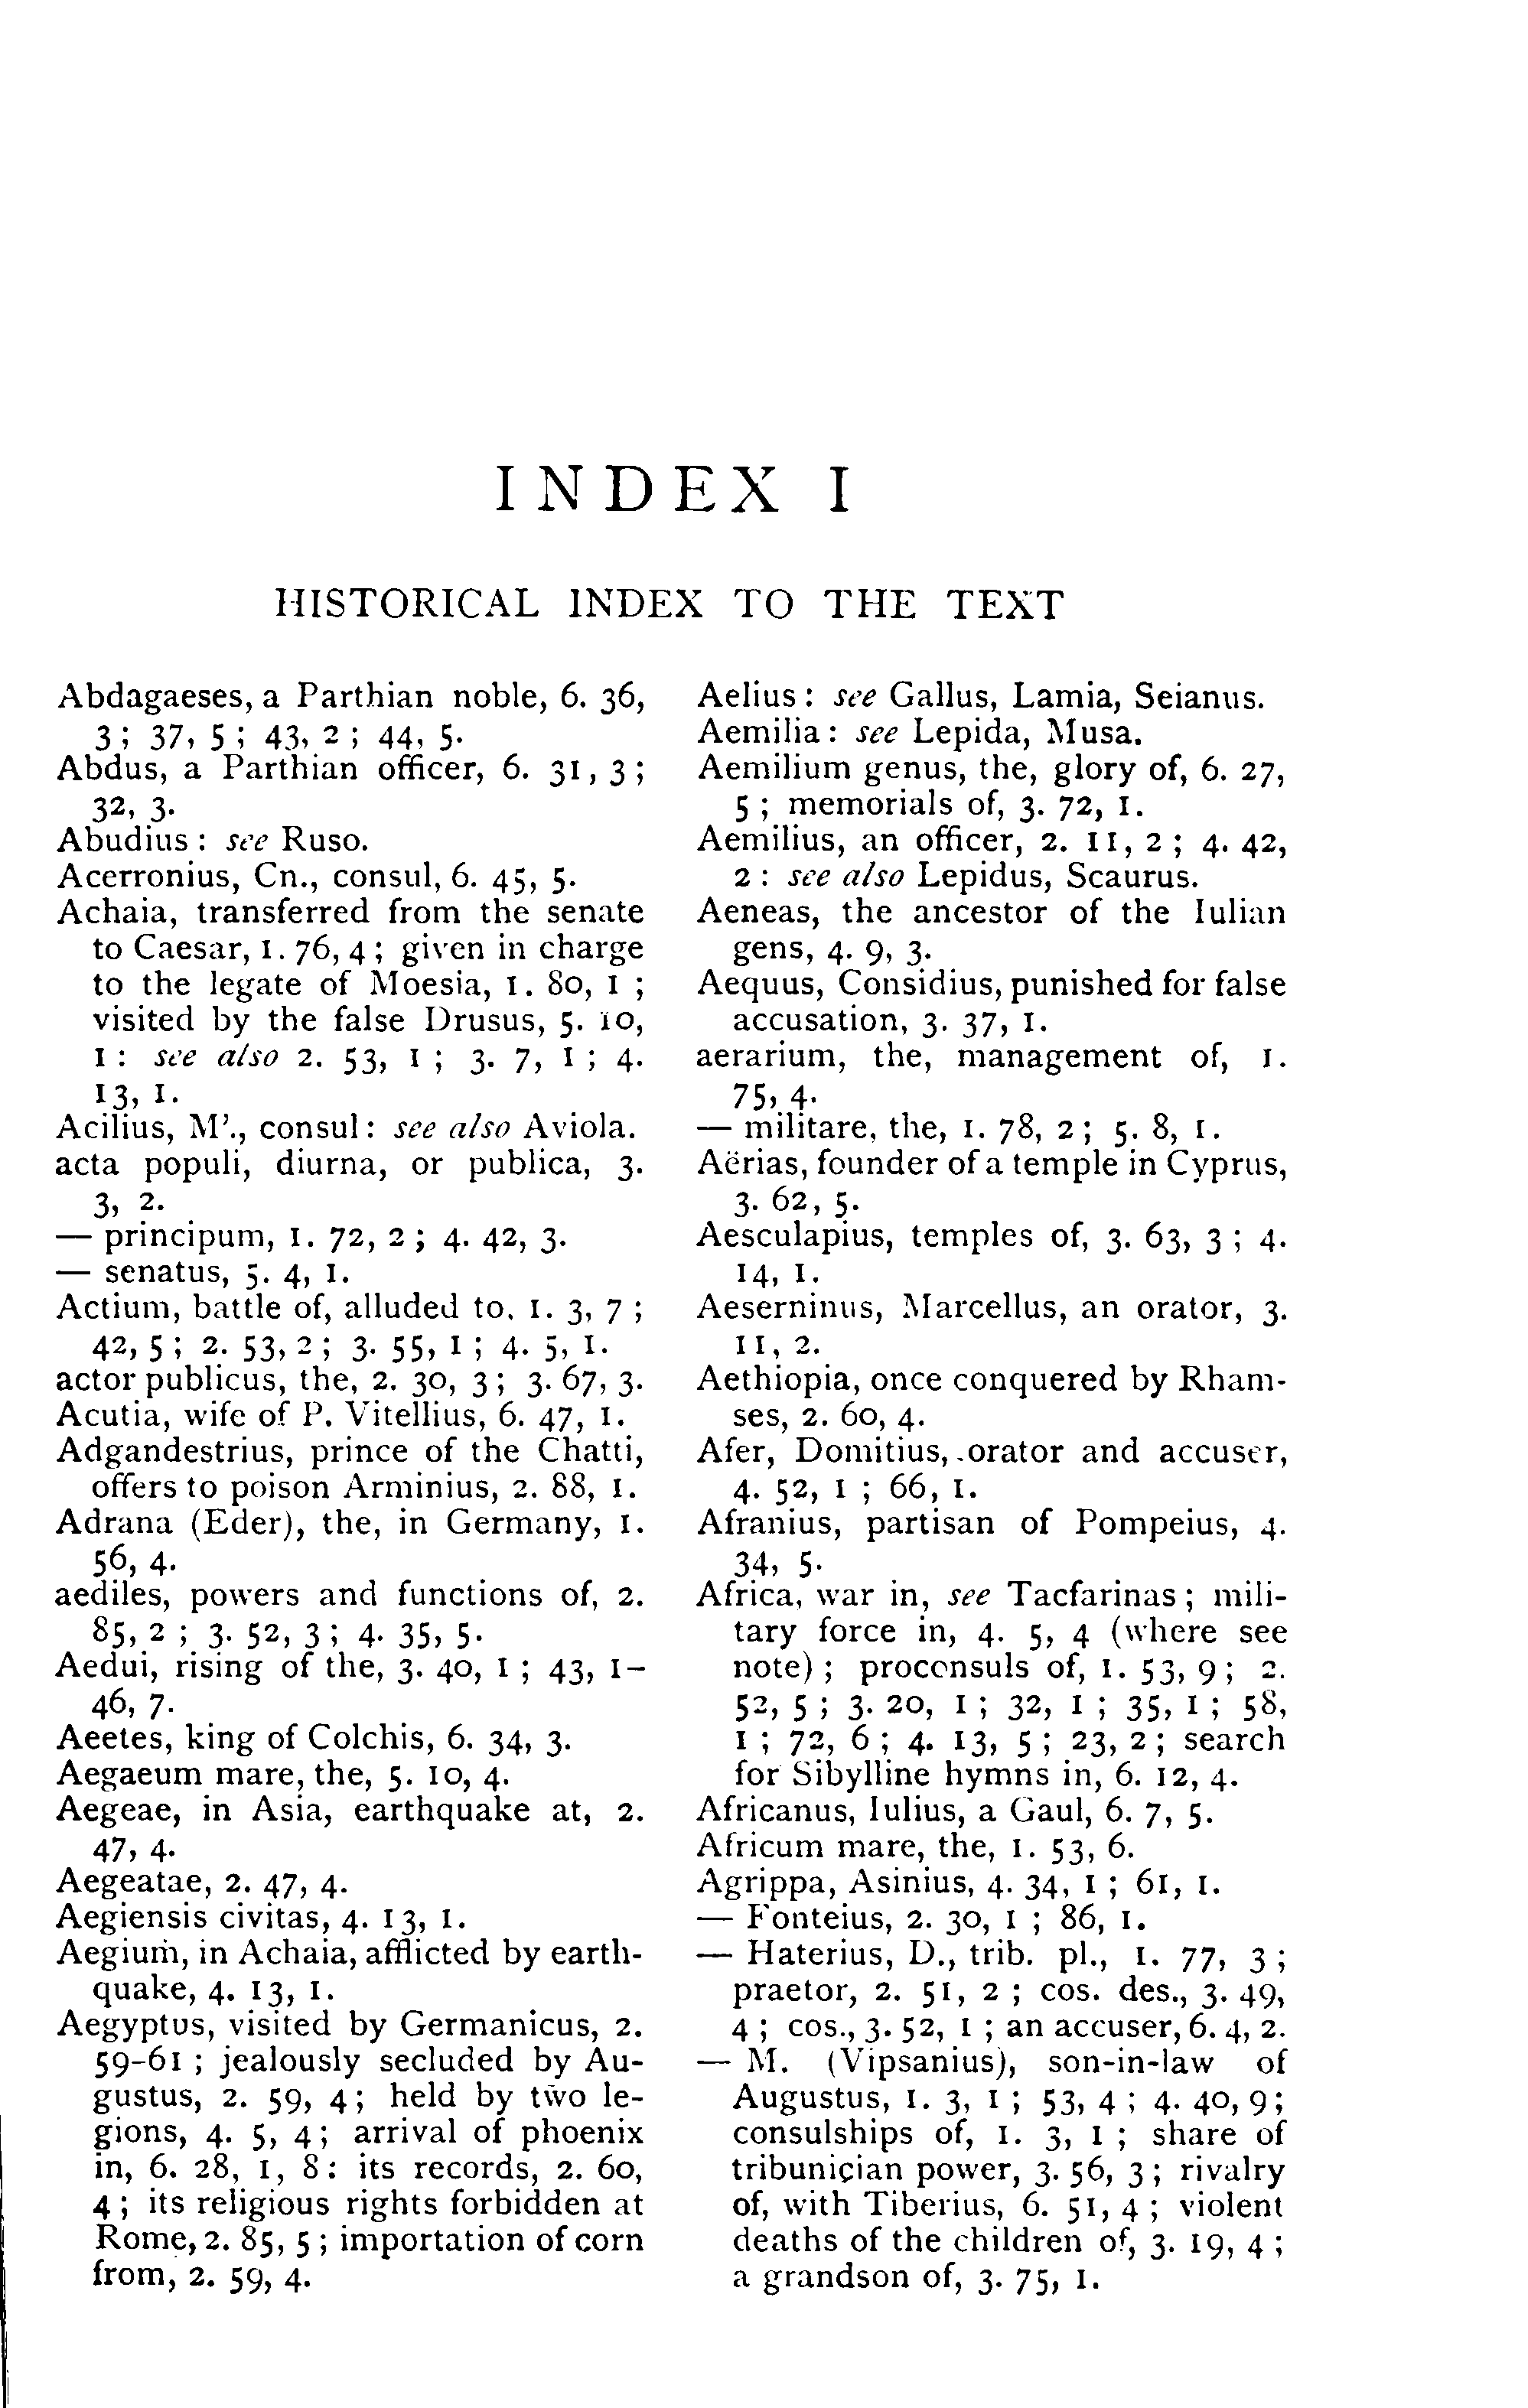 INDEX I
HISTORICAL INDEX TO THE TEXT
Abdagaeses, a Parthian noble, 6. 36,
3; 37, 5; 43, 2; 44, 5.
Abdus, a Parthian officer, 6. 31, 3;
32, 3.
Abudius: see Ruso.
Acerronius, Cn., consul, 6. 45, 5.
Achaia, transferred from the senate
to Caesar, 1. 76, 4; given in charge
to the legate of Moesia, 1. 80, 1;
visited by the false Drusus, 5. 10,
1: see also 2. 53, 1; 3. 7, 1; 4.
13, 1.
Acilius, M'., consul: see also Aviola.
acta populi, diurna, or publica, 3.
3, 2.
— principum, 1. 72, 2; 4. 42, 3.
— senatus, 5. 4, 1.
Actium, battle of, alluded to, 1. 3, 7;
42, 5; 2. 53, 2; 3. 55, 1; 4. 5, 1.
actor publicus, the, 2. 30, 3; 3. 67, 3.
Acutia, wife of P. Vitellius, 6. 47, 1.
Adgandestrius, prince of the Chatti,
offers to poison Arminius, 2. 88, 1.
Adrana (Eder), the, in Germany, 1.
56, 4.
aediles, powers and functions of, 2.
85, 2; 3. 52, 3; 4. 35, 5.
Aedui, rising of the, 3. 40, 1; 43, 1–
46, 7.
Aeetes, king of Colchis, 6. 34, 3.
Aegaeum mare, the, 5. 10, 4.
Aegeae, in Asia, earthquake at, 2.
47, 4.
Aegeatae, 2. 47, 4.
Aegiensis civitas, 4. 13, 1.
Aegium, in Achaia, afflicted by earth-
quake, 4. 13, 1.
Aegyptus, visited by Germanicus, 2.
59–61; jealously secluded by Au-
gustus, 2. 59, 4; held by two le-
gions, 4. 5, 4; arrival of phoenix
in, 6. 28, 1, 8: its records, 2. 60,
4; its religious rights forbidden at
Rome, 2. 85, 5; importation of corn
from, 2. 59, 4.
Aelius: see Gallus, Lamia, Seianus.
Aemilia: see Lepida, Musa.
Aemilium genus, the, glory of, 6. 27,
5; memorials of, 3. 72, 1.
Aemilius, an officer, 2. 11, 2; 4. 42,
2: see also Lepidus, Scaurus.
Aeneas, the ancestor of the Iulian
gens, 4. 9, 3.
Aequus, Considius, punished for false
accusation, 3. 37, 1.
aerarium, the, management of, 1.
75, 4.
— militare, the, 1. 78, 2; 5. 8, 1.
Aërias, founder of a temple in Cyprus,
3. 62, 5.
Aesculapius, temples of, 3. 63, 3; 4.
14, 1.
Aeserninus, Marcellus, an orator, 3.
11, 2.
Aethiopia, once conquered by Rham-
ses, 2. 60, 4.
Afer, Domitius, orator and accuser,
4. 52, 1; 66, 1.
Afranius, partisan of Pompeius, 4.
34, 5.
Africa, war in, see Tacfarinas; mili-
tary force in, 4. 5, 4 (where see
note); proconsuls of, 1. 53, 9; 2.
52, 5; 3. 20, 1; 32, 1; 35, 1; 58,
1; 72, 6; 4. 13, 5; 23, 2; search
for Sibylline hymns in, 6. 12, 4.
Africanus, Iulius, a Gaul, 6. 7, 5.
Africum mare, the, 1. 53, 6.
Agrippa, Asinius, 4. 34, 1; 61, 1.
— Fonteius, 2. 30, 1; 86, 1.
— Haterius, D., trib. pl., 1. 77, 3;
praetor, 2. 51, 2; cos. des., 3. 49,
4; cos., 3. 52, 1; an accuser, 6. 4, 2.
— M. (Vipsanius), son-in-law of
Augustus, 1. 3, 1; 53, 4; 4. 40, 9;
consulships of, 1. 3, 1; share of
tribunician power, 3. 56, 3; rivalry
of, with Tiberius, 6. 51, 4; violent
deaths of the children of, 3. 19, 4;
a grandson of, 3. 75, 1.